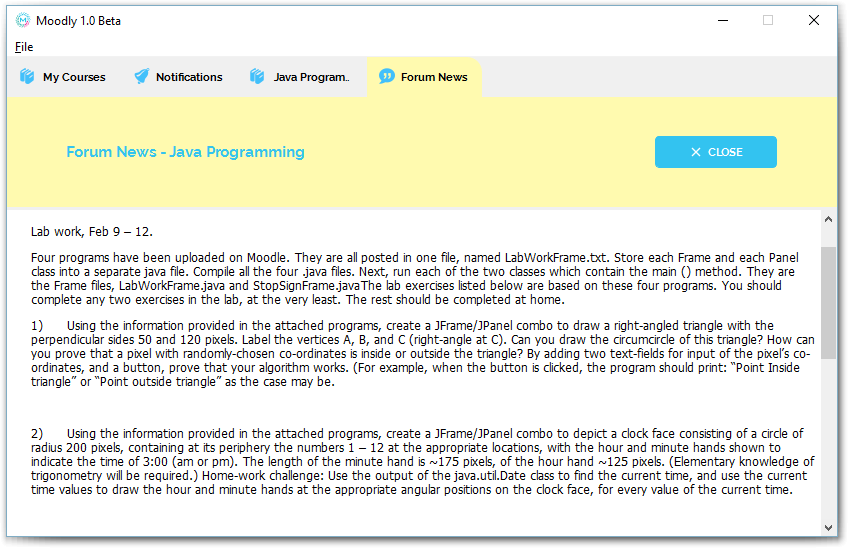 Moodly 1.0 Beta
File
My Courses
Notifications
Java Program..
Forum News
Forum News - Java Programming
CLOSE
Lab work, Feb 9 – 12.
Four programs have been uploaded on Moodle. They are all posted in one file, named LabWorkFrame.txt. Store each Frame and each Panel
class into a separate java file. Compile all the four .java files. Next, run each of the two classes which contain the main () method. They are
the Frame files, LabWorkFrame.java and StopSignFrame.javaThe lab exercises listed below are based on these four programs. You should
complete any two exercises in the lab, at the very least. The rest should be completed at home.
1) Using the information provided in the attached programs, create a JFrame/JPanel combo to draw a right-angled triangle with the
perpendicular sides 50 and 120 pixels. Label the vertices A, B, and C (right-angle at C). Can you draw the circumcircle of this triangle? How can
you prove that a pixel with randomly-chosen co-ordinates is inside or outside the triangle? By adding two text-fields for input of the pixel’s co-
ordinates, and a button, prove that your algorithm works. (For example, when the button is clicked, the program should print: “Point Inside
triangle” or “Point outside triangle” as the case may be.
2) Using the information provided in the attached programs, create a JFrame/JPanel combo to depict a clock face consisting of a circle of
radius 200 pixels, containing at its periphery the numbers 1 – 12 at the appropriate locations, with the hour and minute hands shown to
indicate the time of 3:00 (am or pm). The length of the minute hand is ~175 pixels, of the hour hand ~125 pixels. (Elementary knowledge of
trigonometry will be required.) Home-work challenge: Use the output of the java.util.Date class to find the current time, and use the current
time values to draw the hour and minute hands at the appropriate angular positions on the clock face, for every value of the current time.